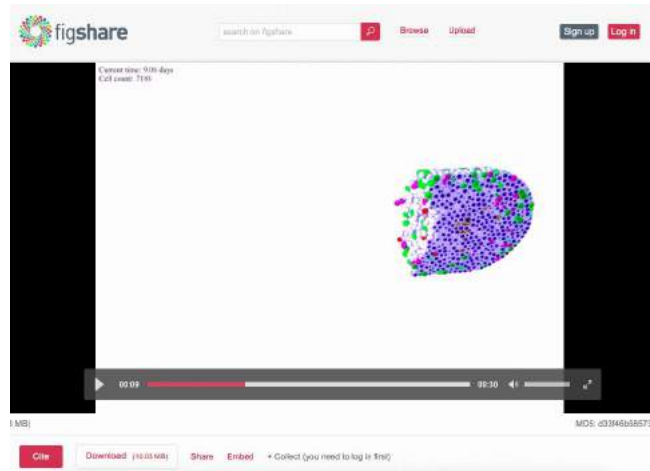 figshare
search on figshare
Browse
Upload
Sign up
Log in
Current time: 9.06 days
Cell count:
00:09
00:30
MB)
Cite
Download
Share
Embed
+ Collect (you need to log in first)